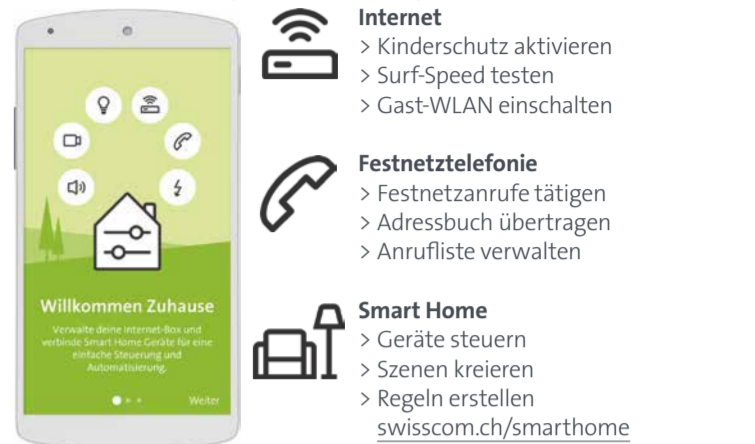 Internet
> Kinderschutz aktivieren
> Surf-Speed testen
> Gast-WLAN einschalten
Festnetztelefonie
> Festnetzanrufe tätigen
> Adressbuch übertragen
> Anrufliste verwalten
Smart Home
> Geräte steuern
> Szenen kreieren
> Regeln erstellen
swisscom.ch/smarthome
Willkommen Zuhause
Verwalte deine Internet-Box und
verbinde Smart Home Geräte für eine
einfache Steuerung und
Automatisierung.
Weiter